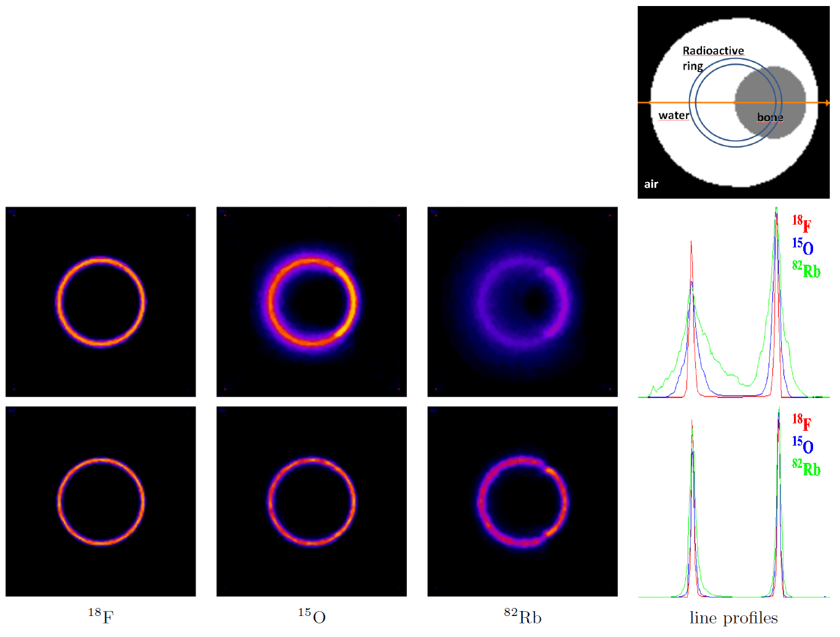 Radioactive
ring
water
bone
air
¹⁸F
¹⁵O
⁸²Rb
¹⁸F
¹⁵O
⁸²Rb
¹⁸F
¹⁵O
⁸²Rb
line profiles